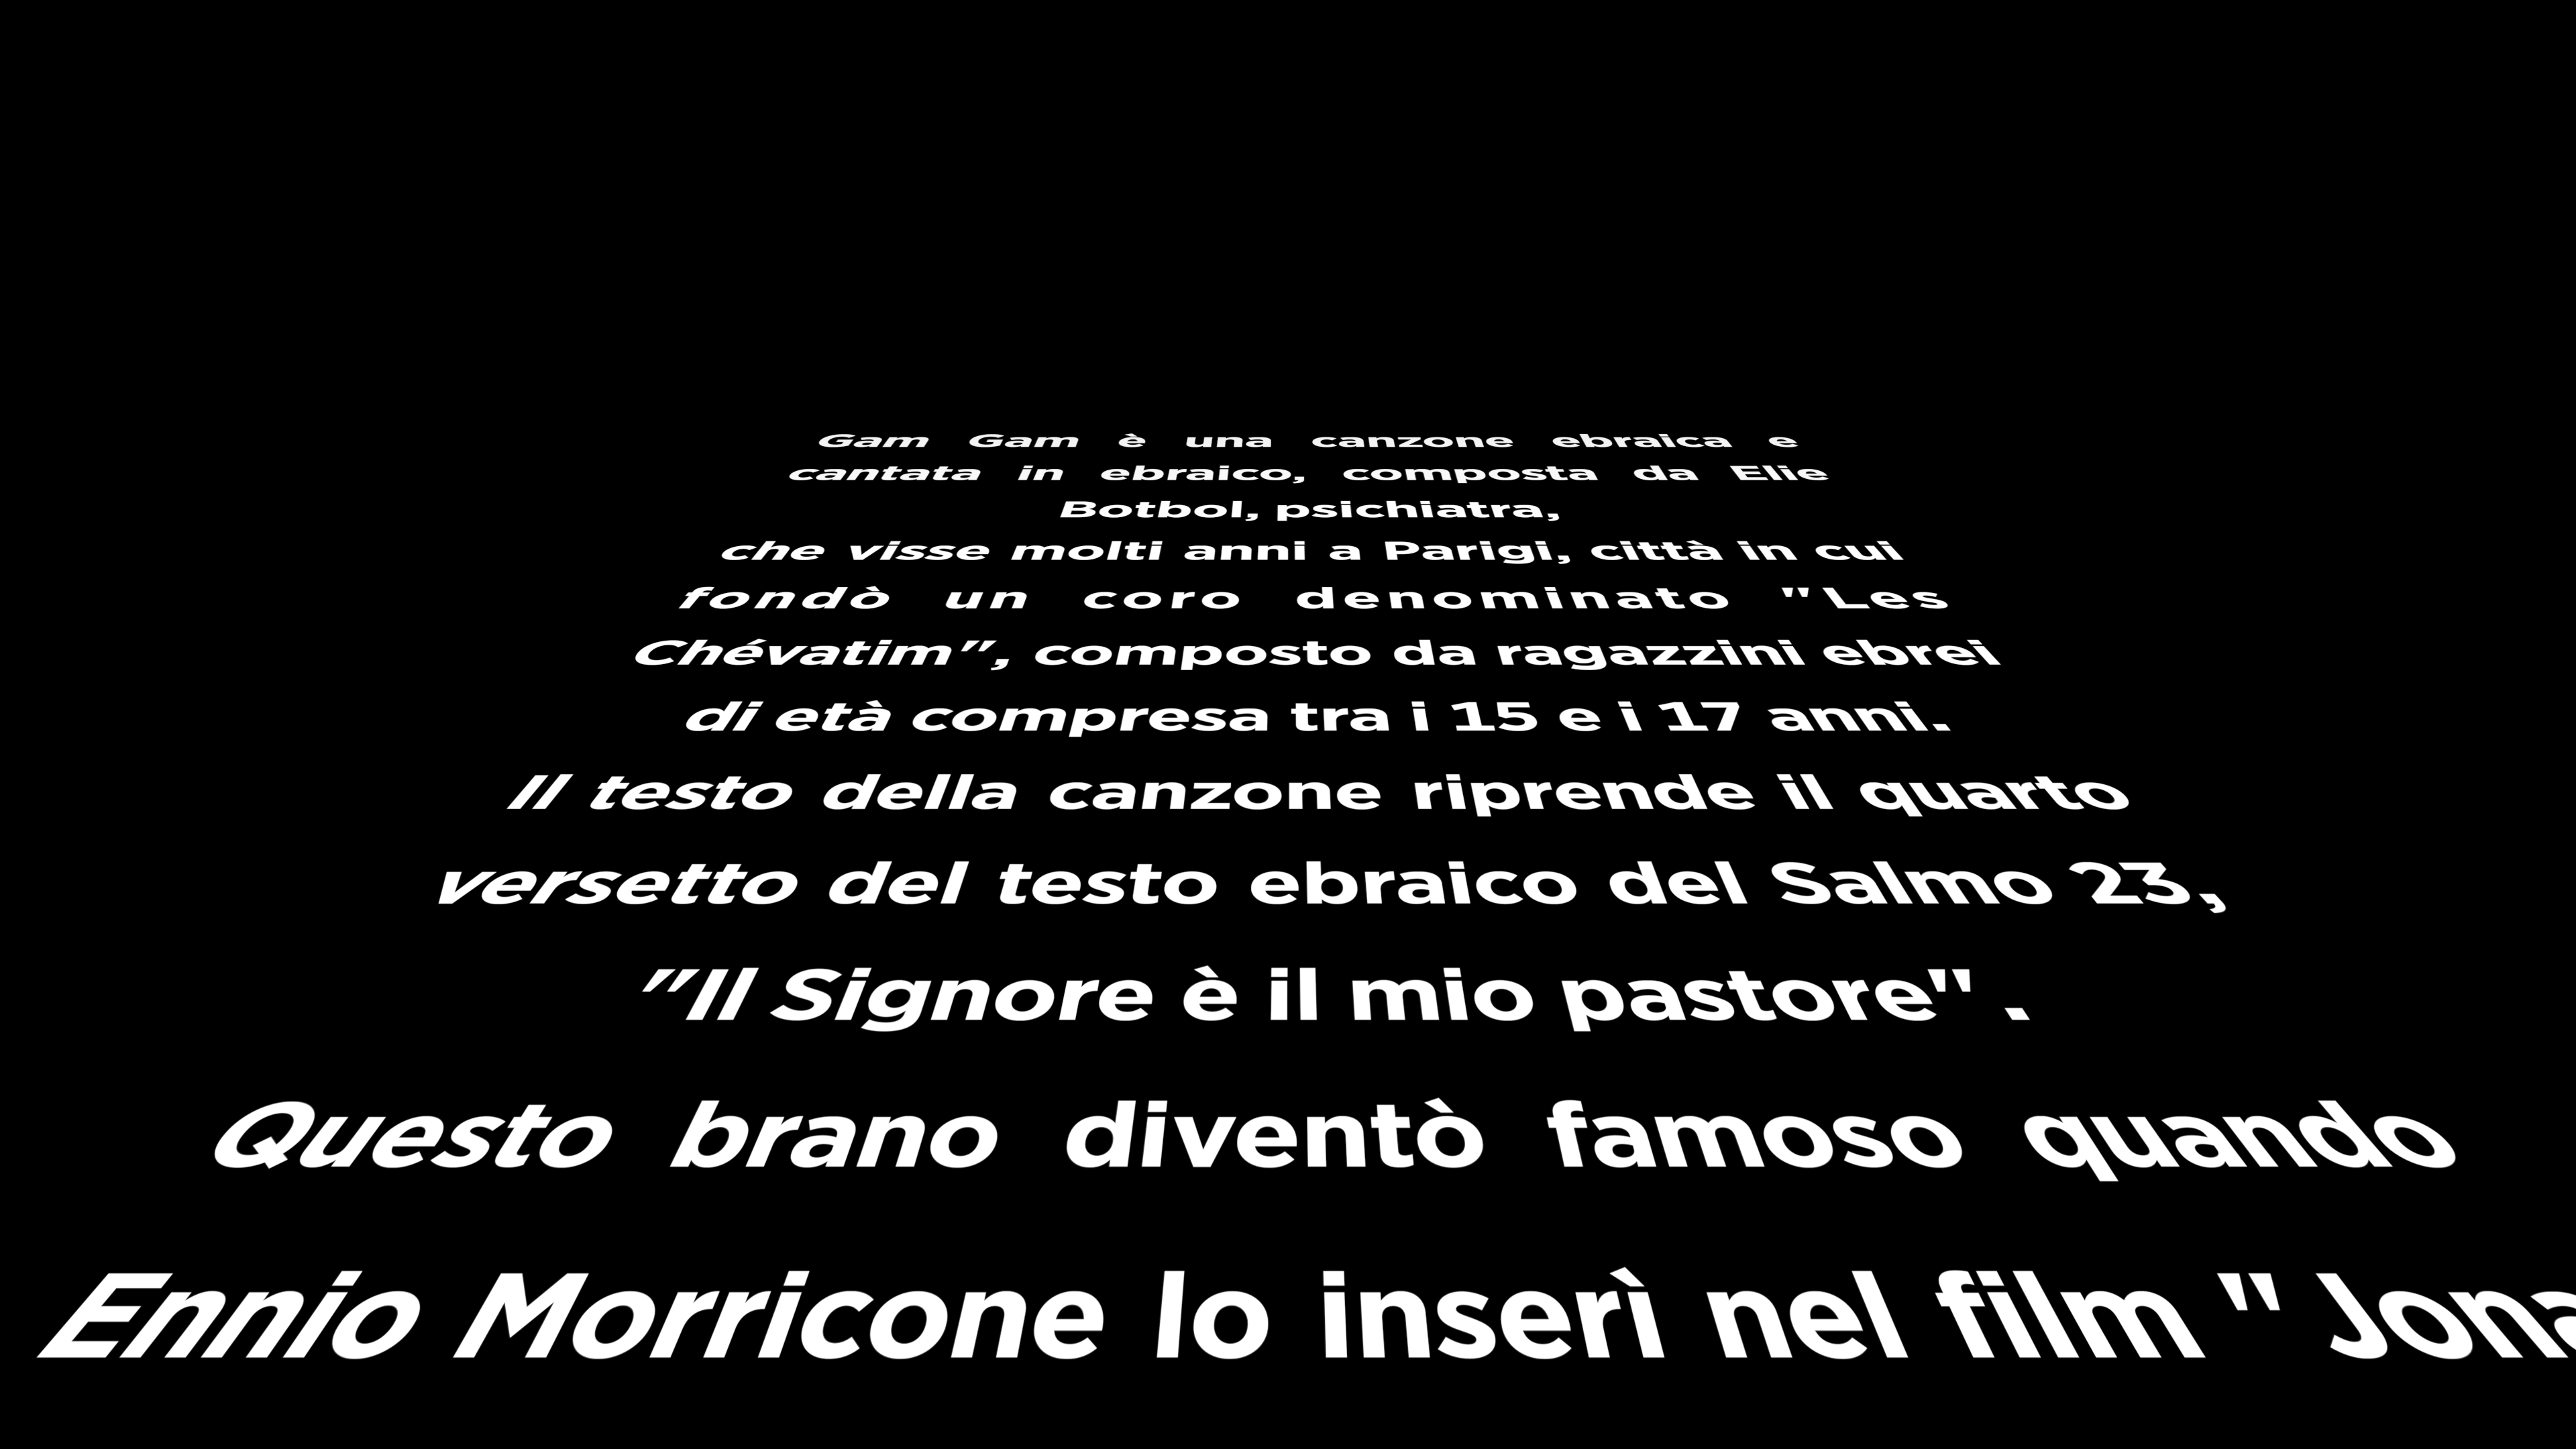 Gam Gam è una canzone ebraica e
cantata in ebraico, composta da Elie
Botbol, psichiatra,
che visse molti anni a Parigi, città in cui
fondò un coro denominato "Les
Chévatim", composto da ragazzini ebrei
di età compresa tra i 15 e i 17 anni.
Il testo della canzone riprende il quarto
versetto del testo ebraico del Salmo 23,
"Il Signore è il mio pastore" .
Questo brano diventò famoso quando
Ennio Morricone lo inserì nel film " Jona